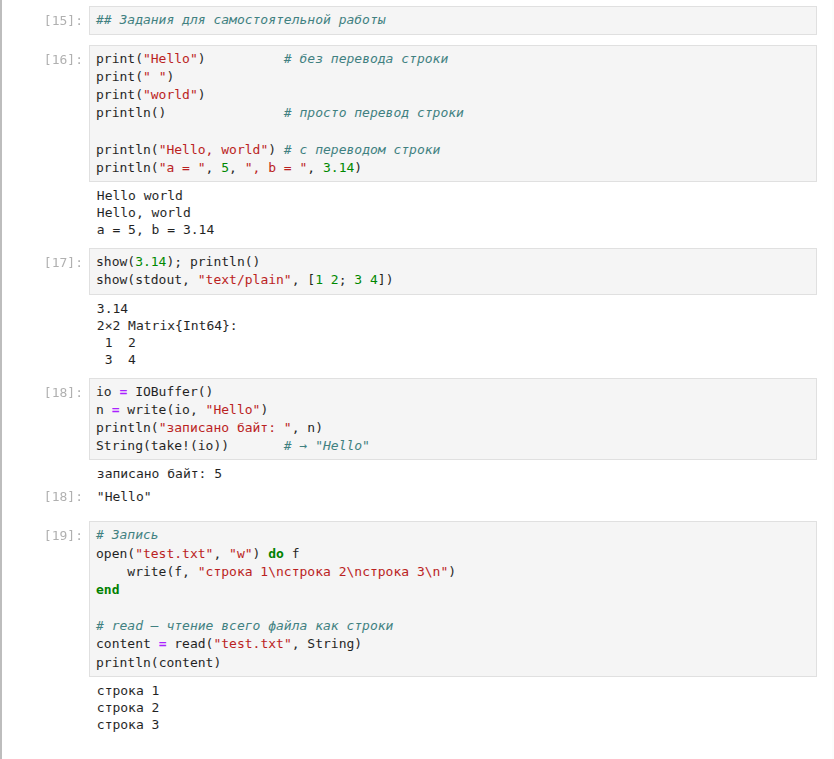 [15]: ## Задания для самостоятельной работы
[16]: print("Hello")          # без перевода строки
print(" ")
print("world")
println()               # просто перевод строки
println("Hello, world") # с переводом строки
println("a = ", 5, ", b = ", 3.14)
Hello world
Hello, world
a = 5, b = 3.14
[17]: show(3.14); println()
show(stdout, "text/plain", [1 2; 3 4])
3.14
2×2 Matrix{Int64}:
 1  2
 3  4
[18]: io = IOBuffer()
n = write(io, "Hello")
println("записано байт: ", n)
String(take!(io))       # → "Hello"
записано байт: 5
[18]: "Hello"
[19]: # Запись
open("test.txt", "w") do f
    write(f, "строка 1\nстрока 2\nстрока 3\n")
end
# read — чтение всего файла как строки
content = read("test.txt", String)
println(content)
строка 1
строка 2
строка 3